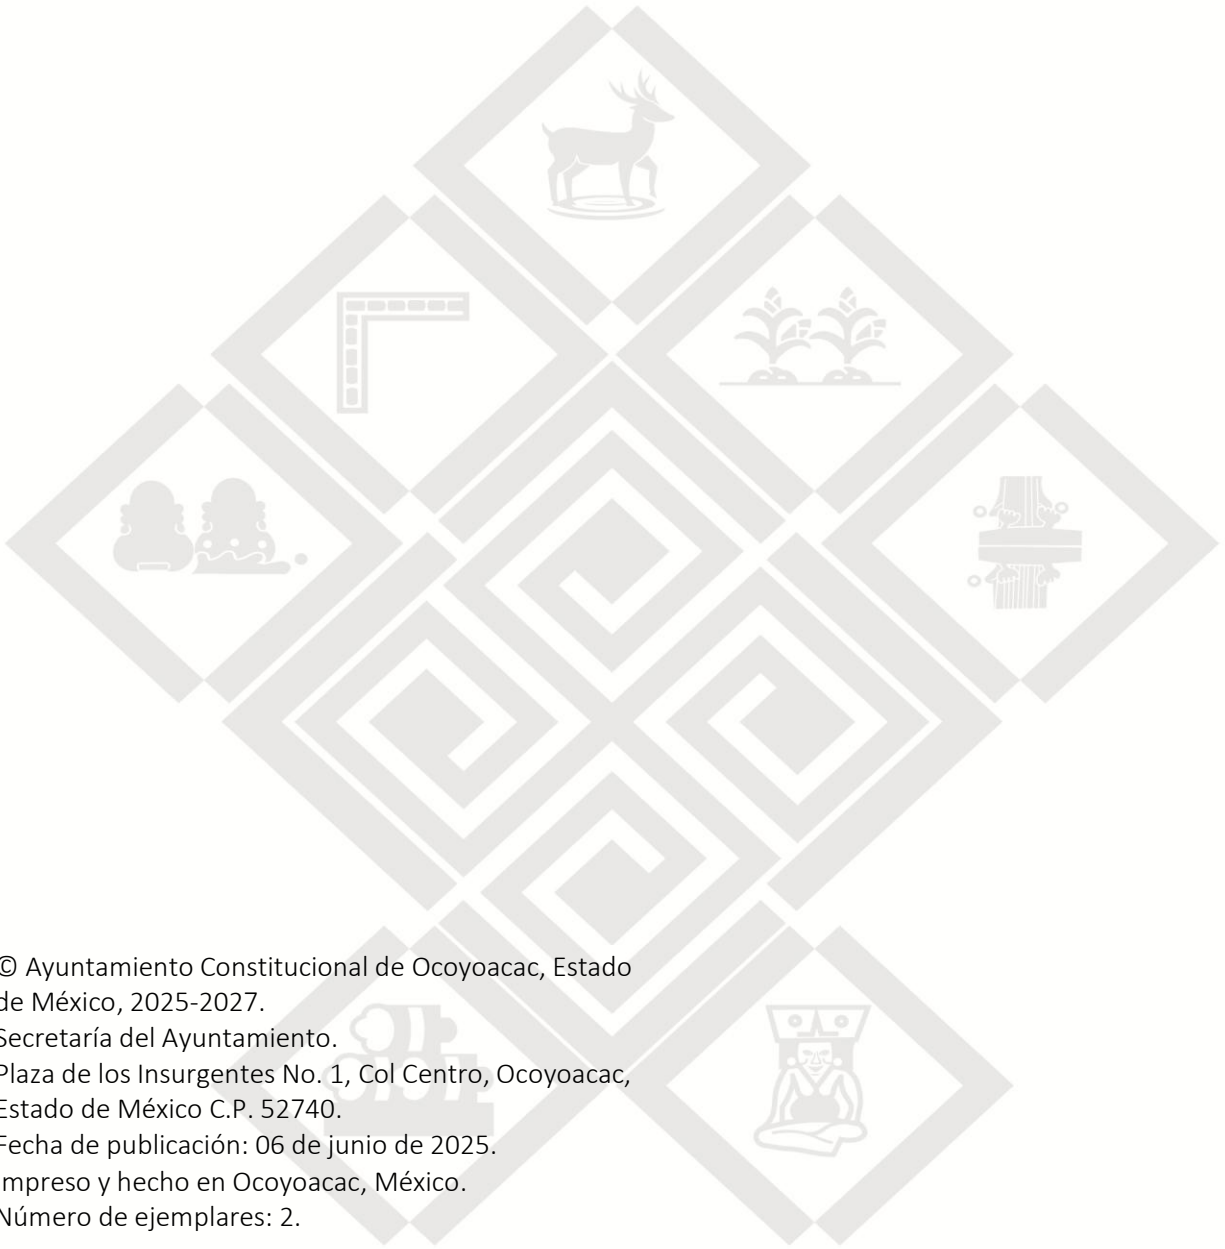 © Ayuntamiento Constitucional de Ocoyoacac, Estado
de México, 2025-2027.
Secretaría del Ayuntamiento.
Plaza de los Insurgentes No. 1, Col Centro, Ocoyoacac,
Estado de México C.P. 52740.
Fecha de publicación: 06 de junio de 2025.
Impreso y hecho en Ocoyoacac, México.
Número de ejemplares: 2.